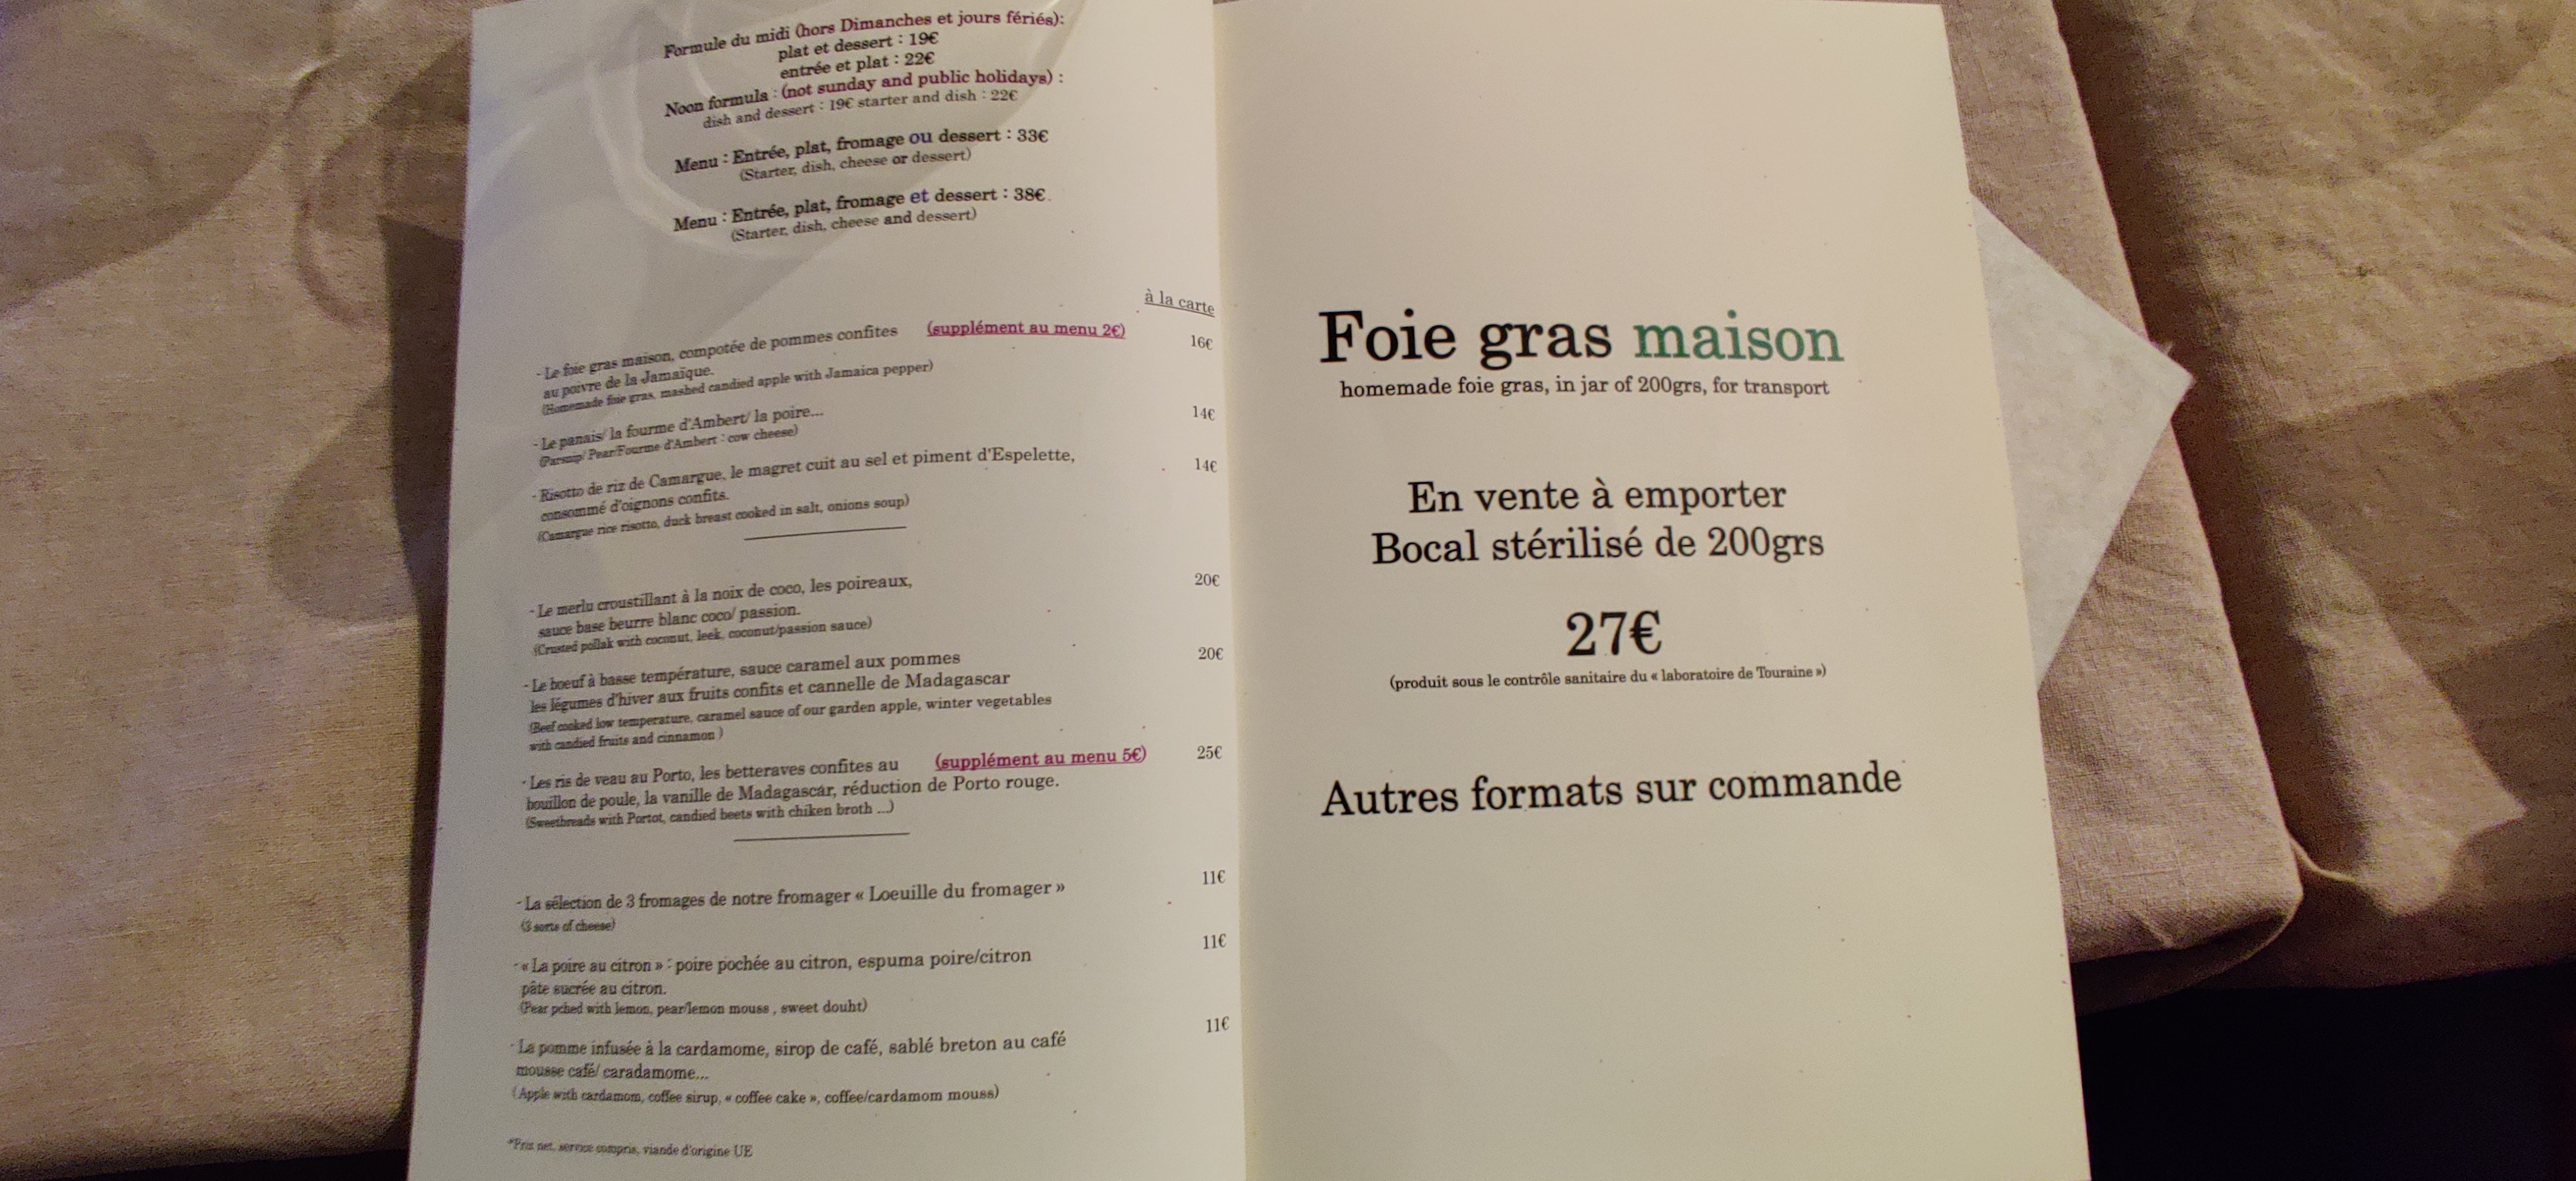 Formule du midi (hors Dimanches et jours fériés):
plat et dessert : 19€
entrée et plat : 22€
Noon formula : (not sunday and public holidays) :
dish and dessert : 19€ starter and dish : 22€
Menu : Entrée, plat, fromage ou dessert : 33€
(Starter, dish, cheese or dessert)
Menu : Entrée, plat, fromage et dessert : 38€.
(Starter, dish, cheese and dessert)
à la carte
- Le foie gras maison, compotée de pommes confites (supplément au menu 2€) 16€
au poivre de la Jamaïque.
(Homemade foie gras, mashed candied apple with Jamaica pepper)
- Le panais/ la fourme d'Ambert/ la poire... 14€
(Parsnip/ Pear/Fourme d'Ambert : cow cheese)
- Risotto de riz de Camargue, le magret cuit au sel et piment d'Espelette, 14€
consommé d'oignons confits.
(Camargue rice risotto, duck breast cooked in salt, onions soup)
- Le merlu croustillant à la noix de coco, les poireaux, 20€
sauce base beurre blanc coco/ passion.
(Crusted pollak with coconut, leek, coconut/passion sauce)
- Le boeuf à basse température, sauce caramel aux pommes 20€
les légumes d'hiver aux fruits confits et cannelle de Madagascar
(Beef cooked low temperature, caramel sauce of our garden apple, winter vegetables
with candied fruits and cinnamon )
- Les ris de veau au Porto, les betteraves confites au (supplément au menu 5€) 25€
bouillon de poule, la vanille de Madagascar, réduction de Porto rouge.
(Sweetbreads with Portot, candied beets with chiken broth ...)
- La sélection de 3 fromages de notre fromager « Loeuille du fromager » 11€
(3 sorts of cheese)
- « La poire au citron » : poire pochée au citron, espuma poire/citron 11€
pâte sucrée au citron.
(Pear pched with lemon, pear/lemon mouss , sweet douht)
- La pomme infusée à la cardamome, sirop de café, sablé breton au café 11€
mousse café/ caradamome...
( Apple with cardamom, coffee sirup, « coffee cake », coffee/cardamom mouss)
*Prix net, service compris, viande d'origine UE
Foie gras maison
homemade foie gras, in jar of 200grs, for transport
En vente à emporter
Bocal stérilisé de 200grs
27€
(produit sous le contrôle sanitaire du « laboratoire de Touraine »)
Autres formats sur commande